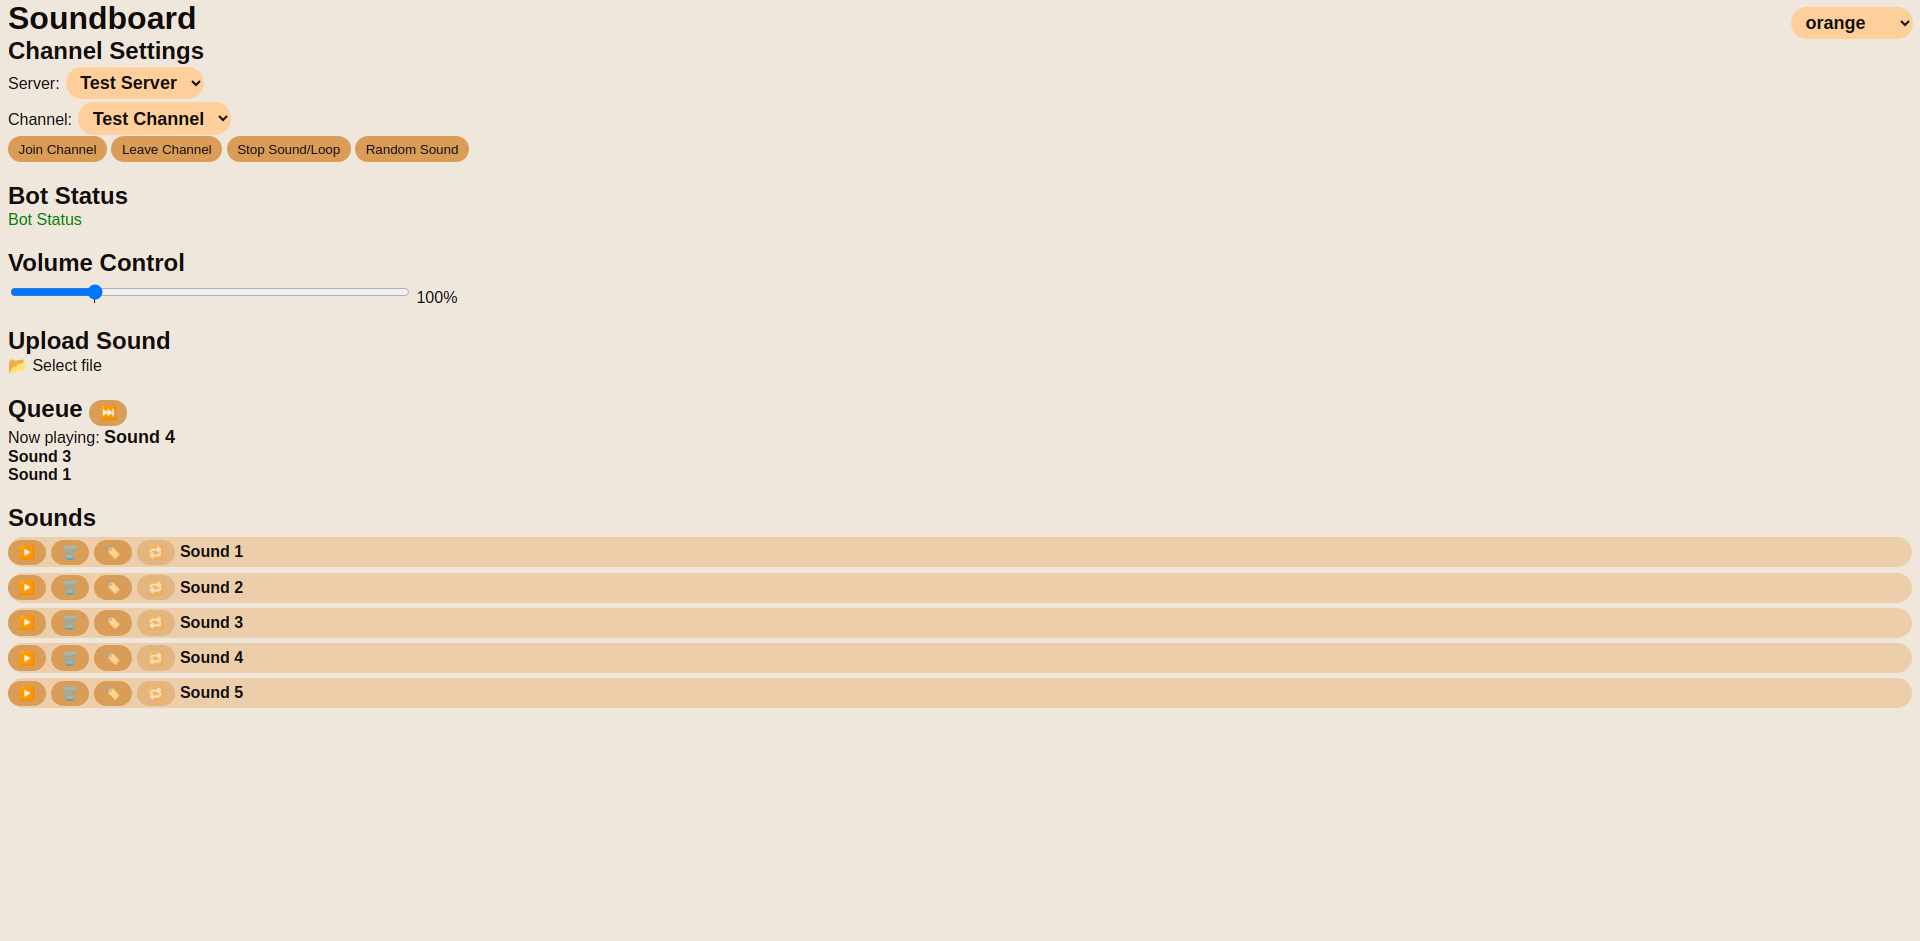 Soundboard
orange
Channel Settings
Server: Test Server
Channel: Test Channel
Join Channel Leave Channel Stop Sound/Loop Random Sound
Bot Status
Bot Status
Volume Control
100%
Upload Sound
📂 Select file
Queue ⏭️
Now playing: Sound 4
Sound 3
Sound 1
Sounds
▶️ 🗑️ 🏷️ 🔁 Sound 1
▶️ 🗑️ 🏷️ 🔁 Sound 2
▶️ 🗑️ 🏷️ 🔁 Sound 3
▶️ 🗑️ 🏷️ 🔁 Sound 4
▶️ 🗑️ 🏷️ 🔁 Sound 5